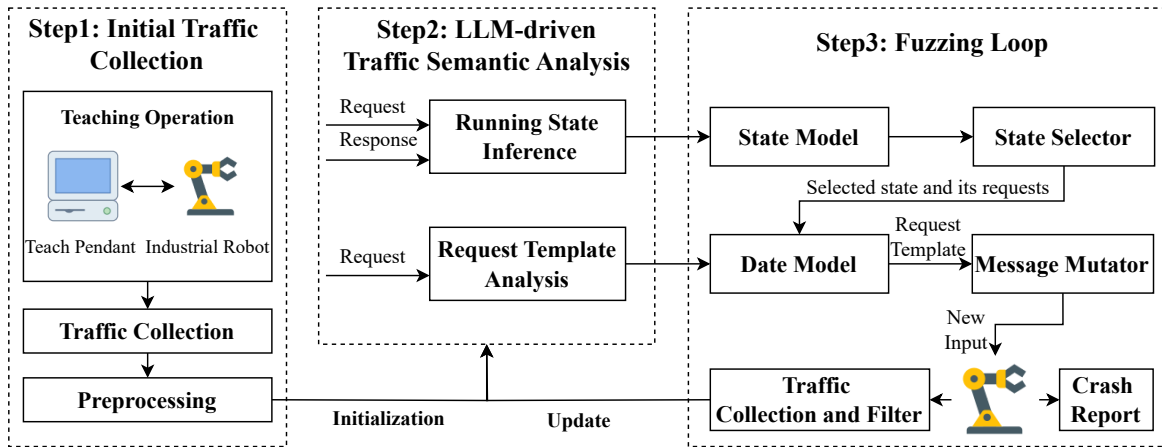 Step1: Initial Traffic
Collection
Teaching Operation
Teach Pendant
Industrial Robot
Traffic Collection
Preprocessing
Initialization
Update
Step2: LLM-driven
Traffic Semantic Analysis
Request
Response
Running State
Inference
Request
Request Template
Analysis
Step3: Fuzzing Loop
State Model
State Selector
Selected state and its requests
Date Model
Request
Template
Message Mutator
New
Input
Traffic
Collection and Filter
Crash
Report